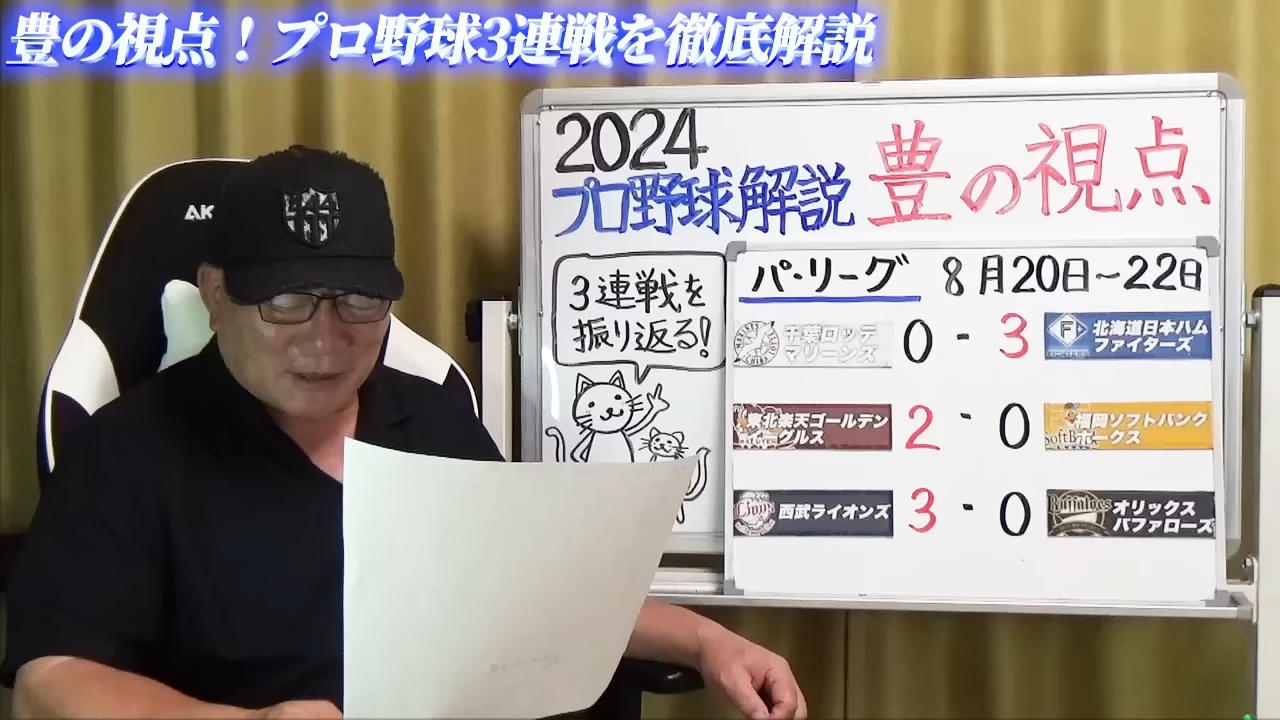 豊の視点！プロ野球3連戦を徹底解説
AK
2024
プロ野球解説 豊の視点
3連戦を
振り返る!
パ・リーグ 8月20日～22日
千葉ロッテ
マリーンズ
0 - 3
F
FIGHTERS
北海道日本ハム
ファイターズ
東北楽天ゴールデン
グルス
2 - 0
福岡ソフトバンク
ークス
SoftB
Lions
西武ライオンズ
3 - 0
Buffaloes
オリックス
バファローズ